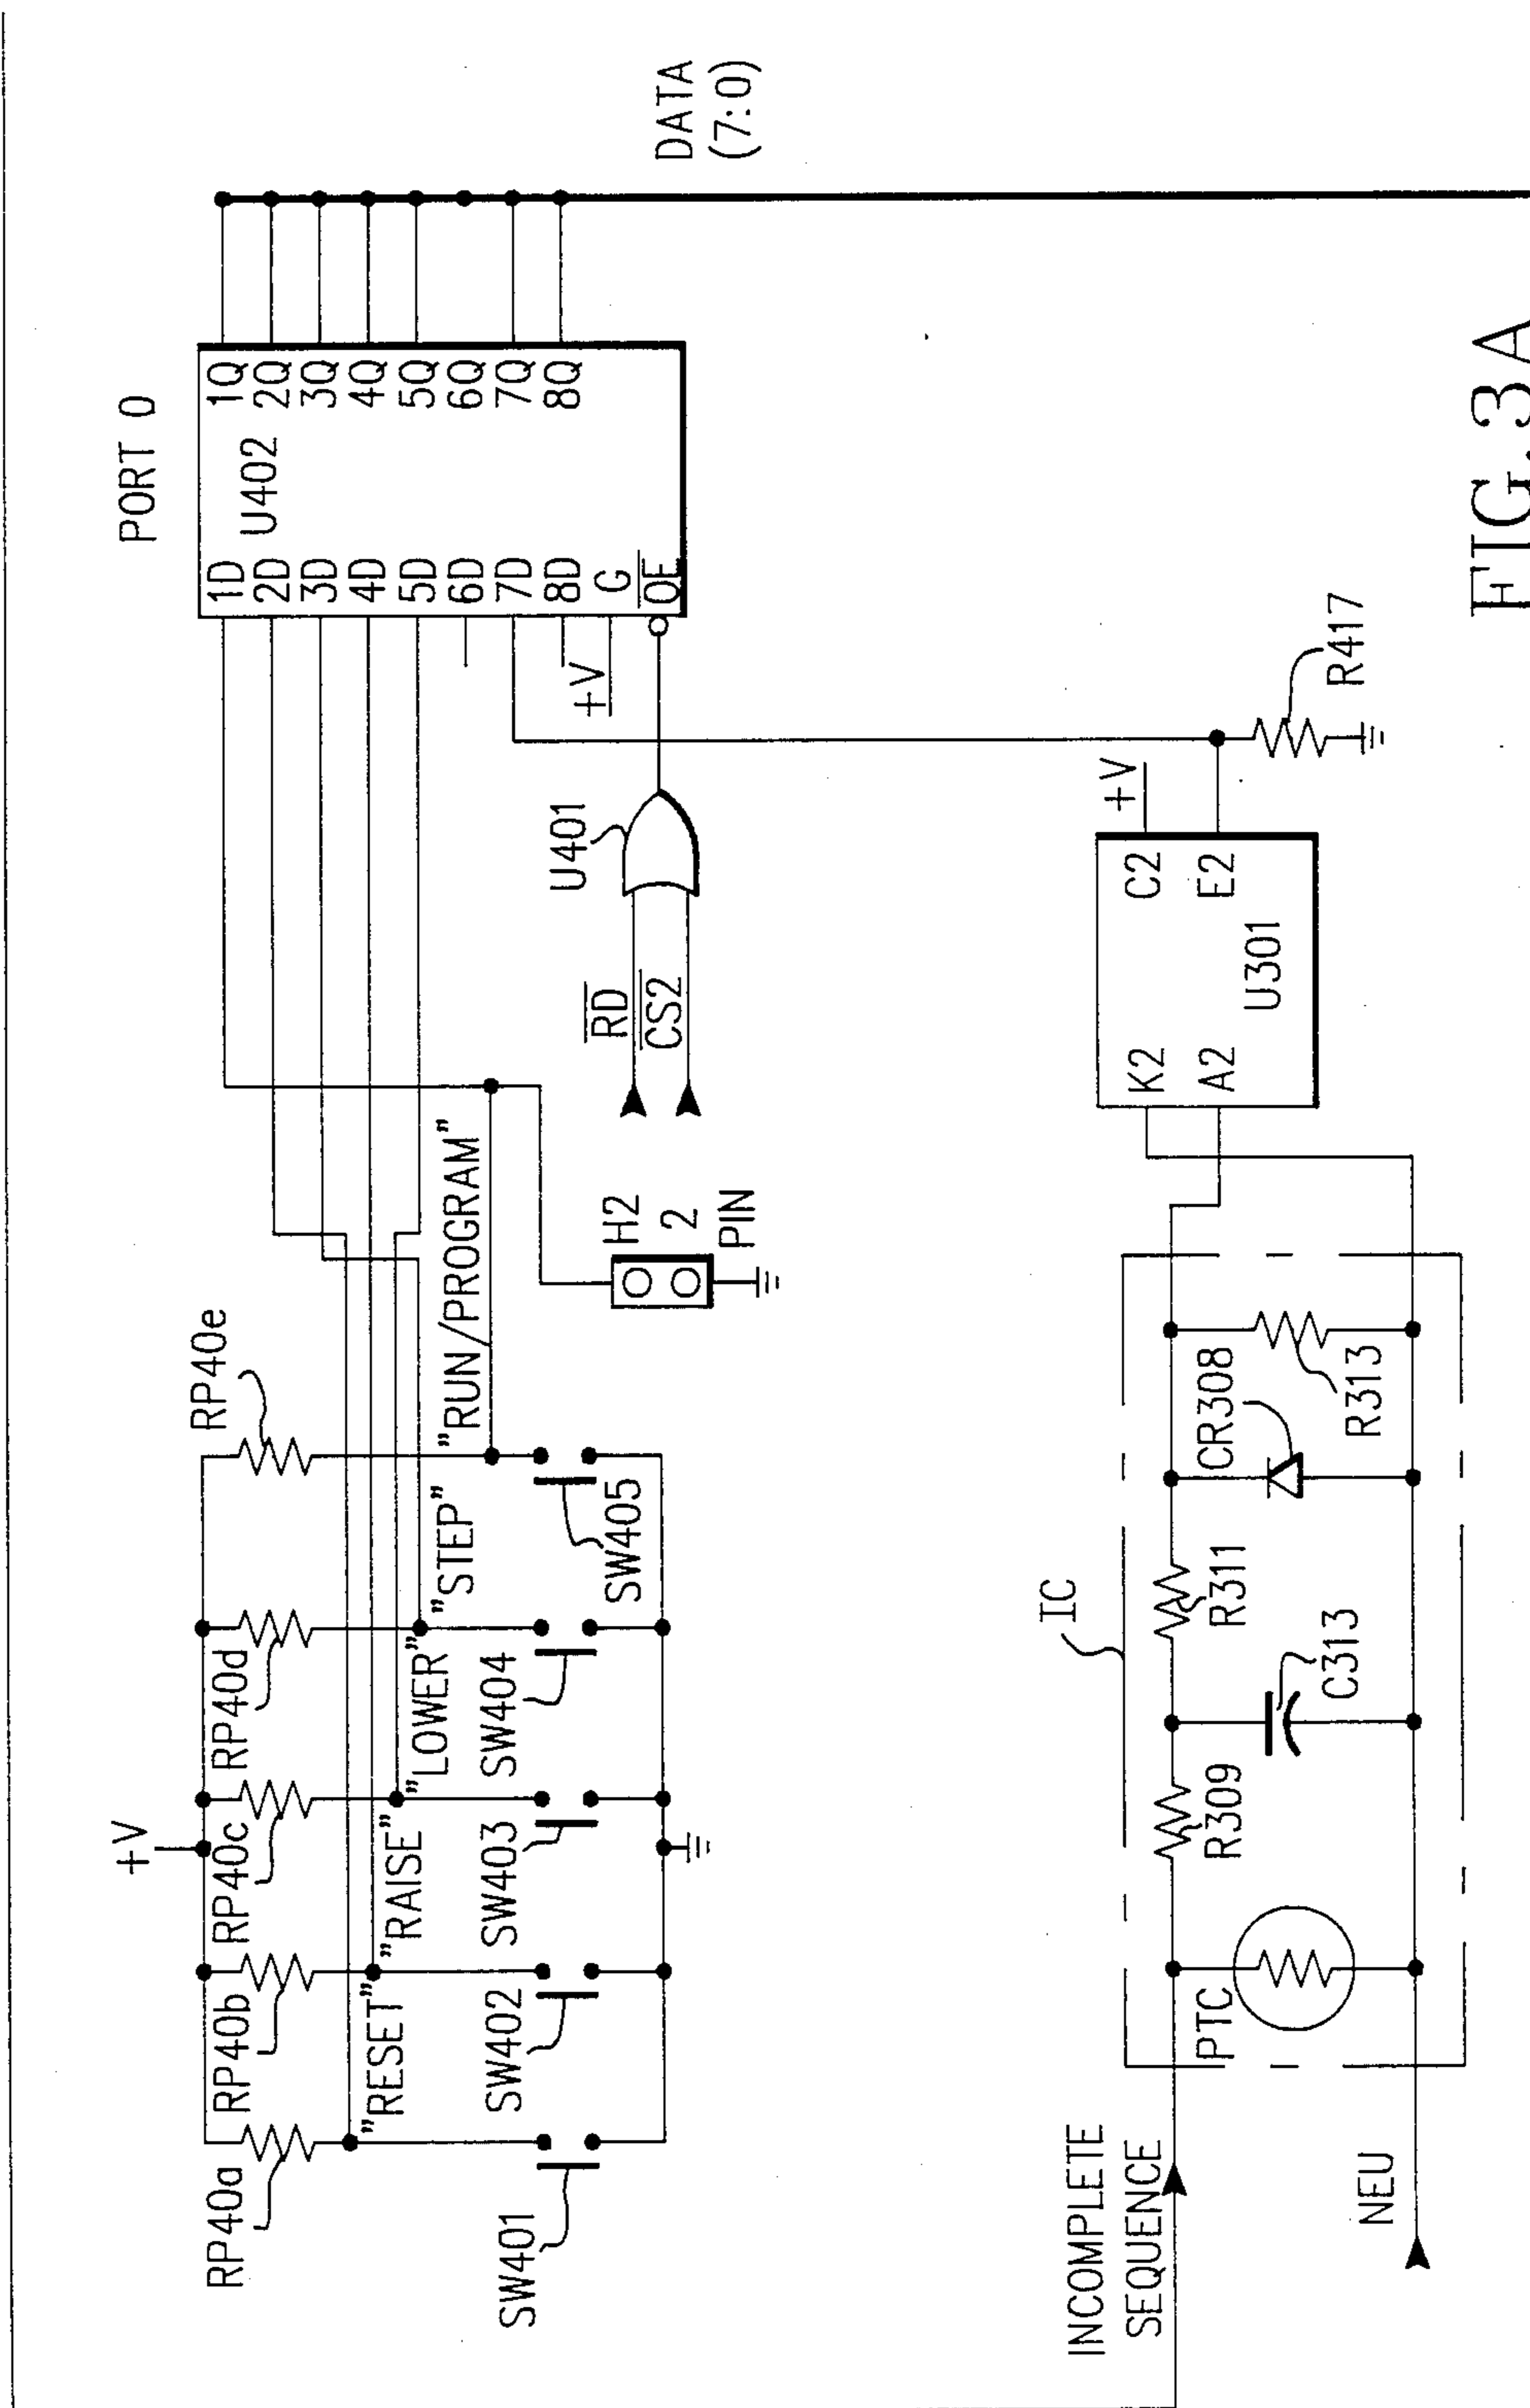 PORT 0
+V
RP40a
RP40b
RP40c
RP40d
RP40e
"RESET"
"RAISE"
"LOWER"
"STEP"
"RUN/PROGRAM"
SW401
SW402
SW403
SW404
SW405
H2
2
PIN
1D
2D
3D
4D
5D
6D
7D
8D
G
OE
U402
1Q
2Q
3Q
4Q
5Q
6Q
7Q
8Q
+V
U401
RD
CS2
DATA
(7:0)
INCOMPLETE
SEQUENCE
NEU
IC
PTC
R309
C313
R311
CR308
R313
K2
A2
U301
C2
E2
+V
R417
FIG.3A